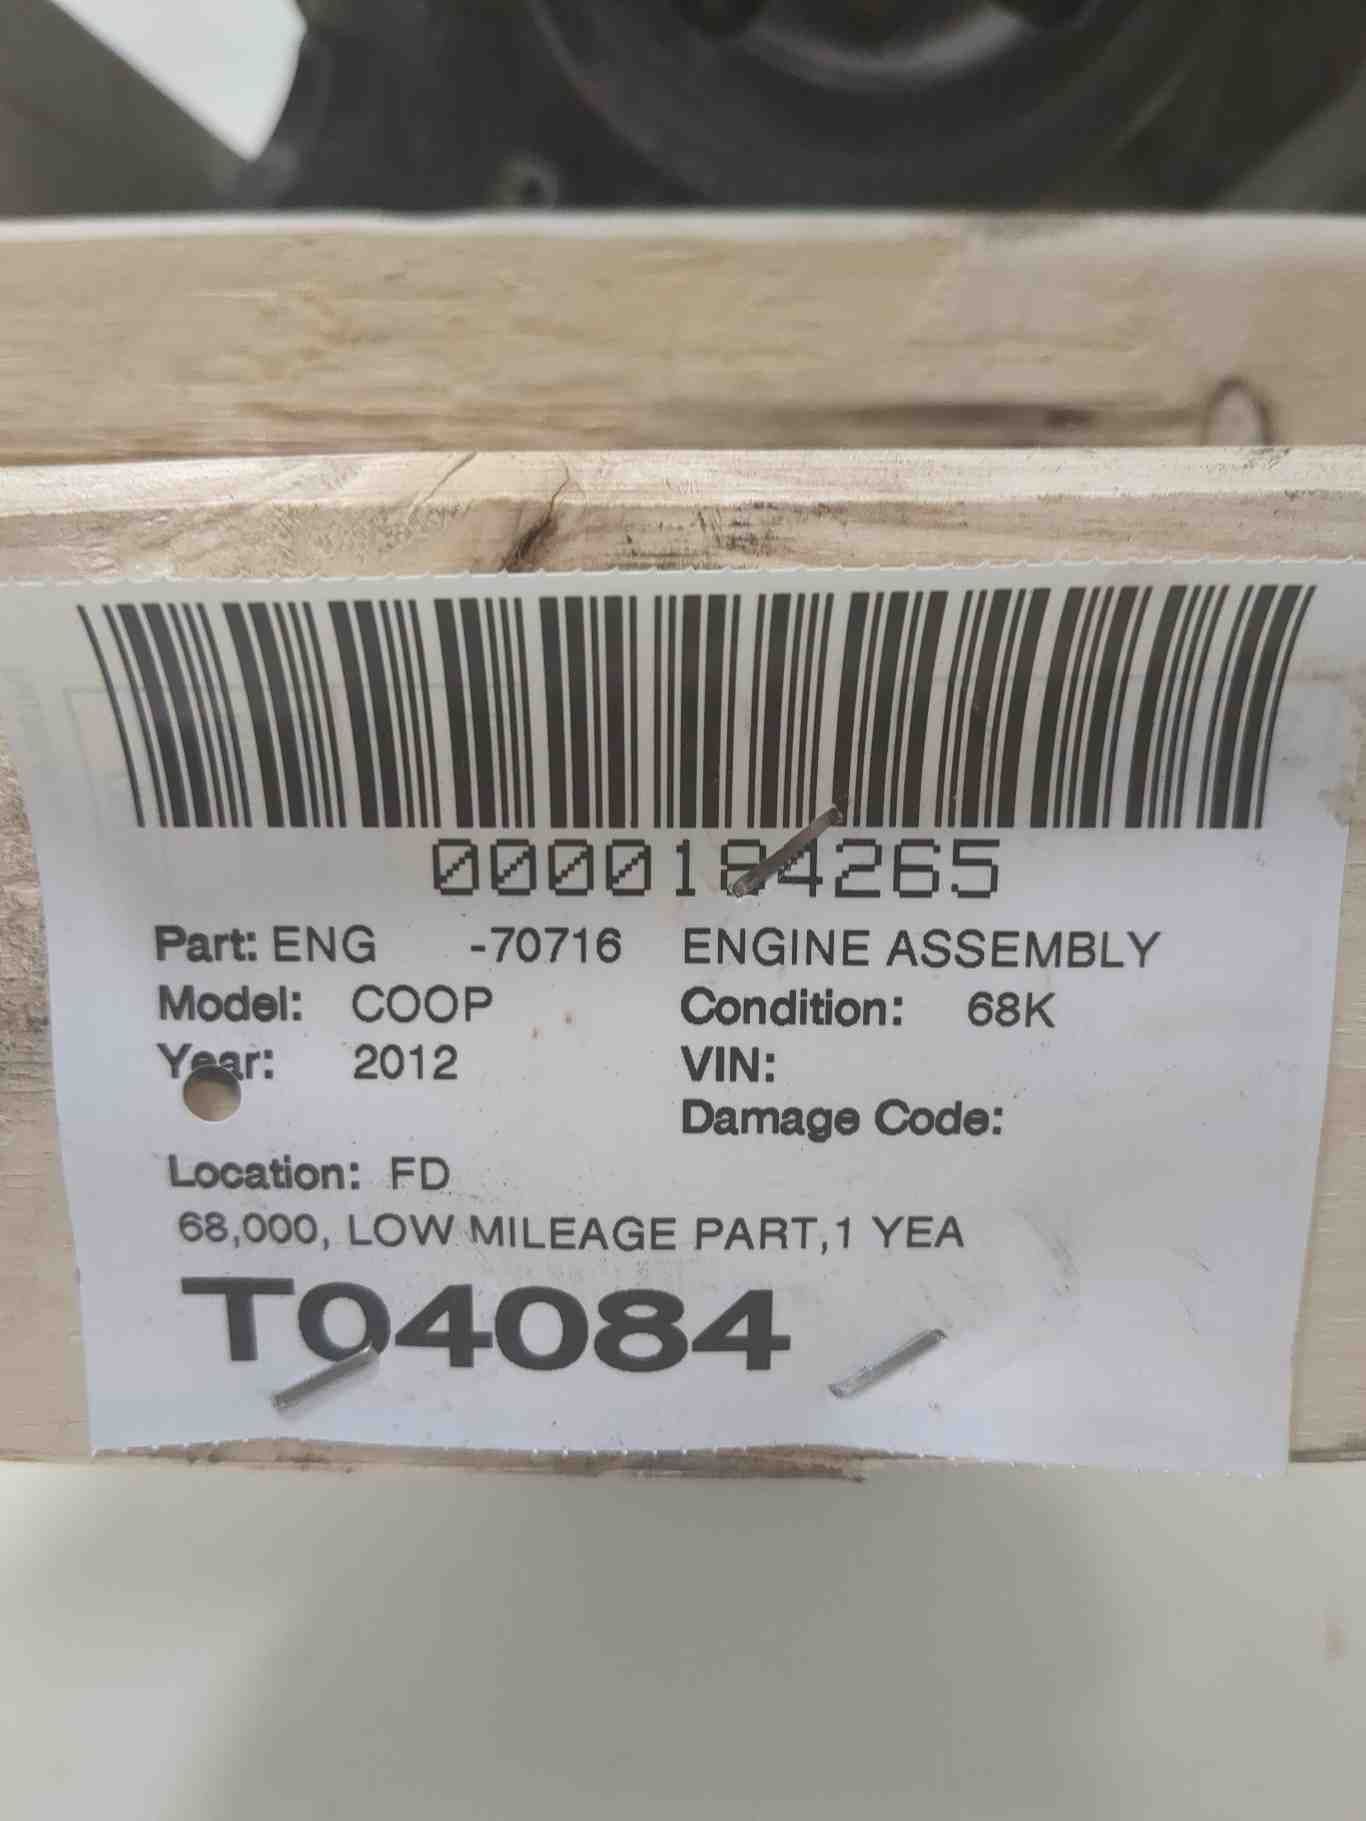 0000184265
Part: ENG -70716 ENGINE ASSEMBLY
Model: COOP Condition: 68K
Year: 2012 VIN:
Damage Code:
Location: FD
68,000, LOW MILEAGE PART,1 YEA
T04084